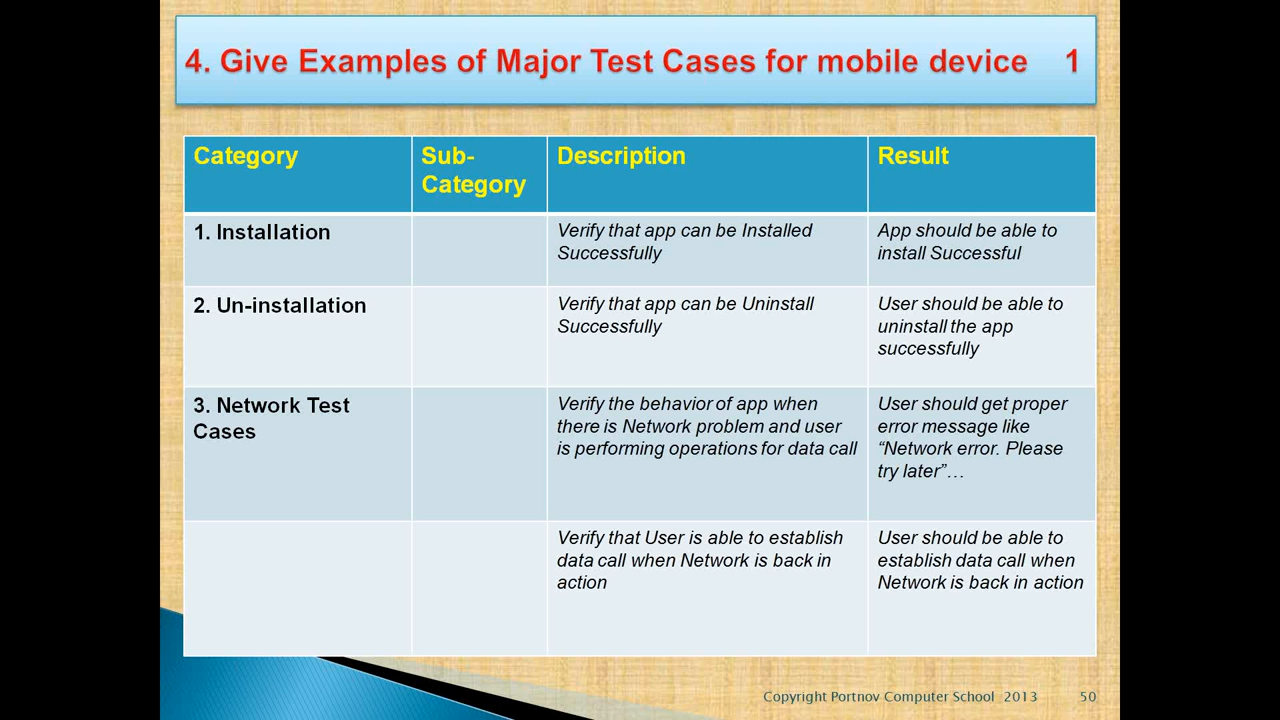 4. Give Examples of Major Test Cases for mobile device 1
Category
Sub-
Category
Description
Result
1. Installation
Verify that app can be Installed
Successfully
App should be able to
install Successful
2. Un-installation
Verify that app can be Uninstall
Successfully
User should be able to
uninstall the app
successfully
3. Network Test
Cases
Verify the behavior of app when
there is Network problem and user
is performing operations for data call
User should get proper
error message like
“Network error. Please
try later”…
Verify that User is able to establish
data call when Network is back in
action
User should be able to
establish data call when
Network is back in action
Copyright Portnov Computer School 2013
50